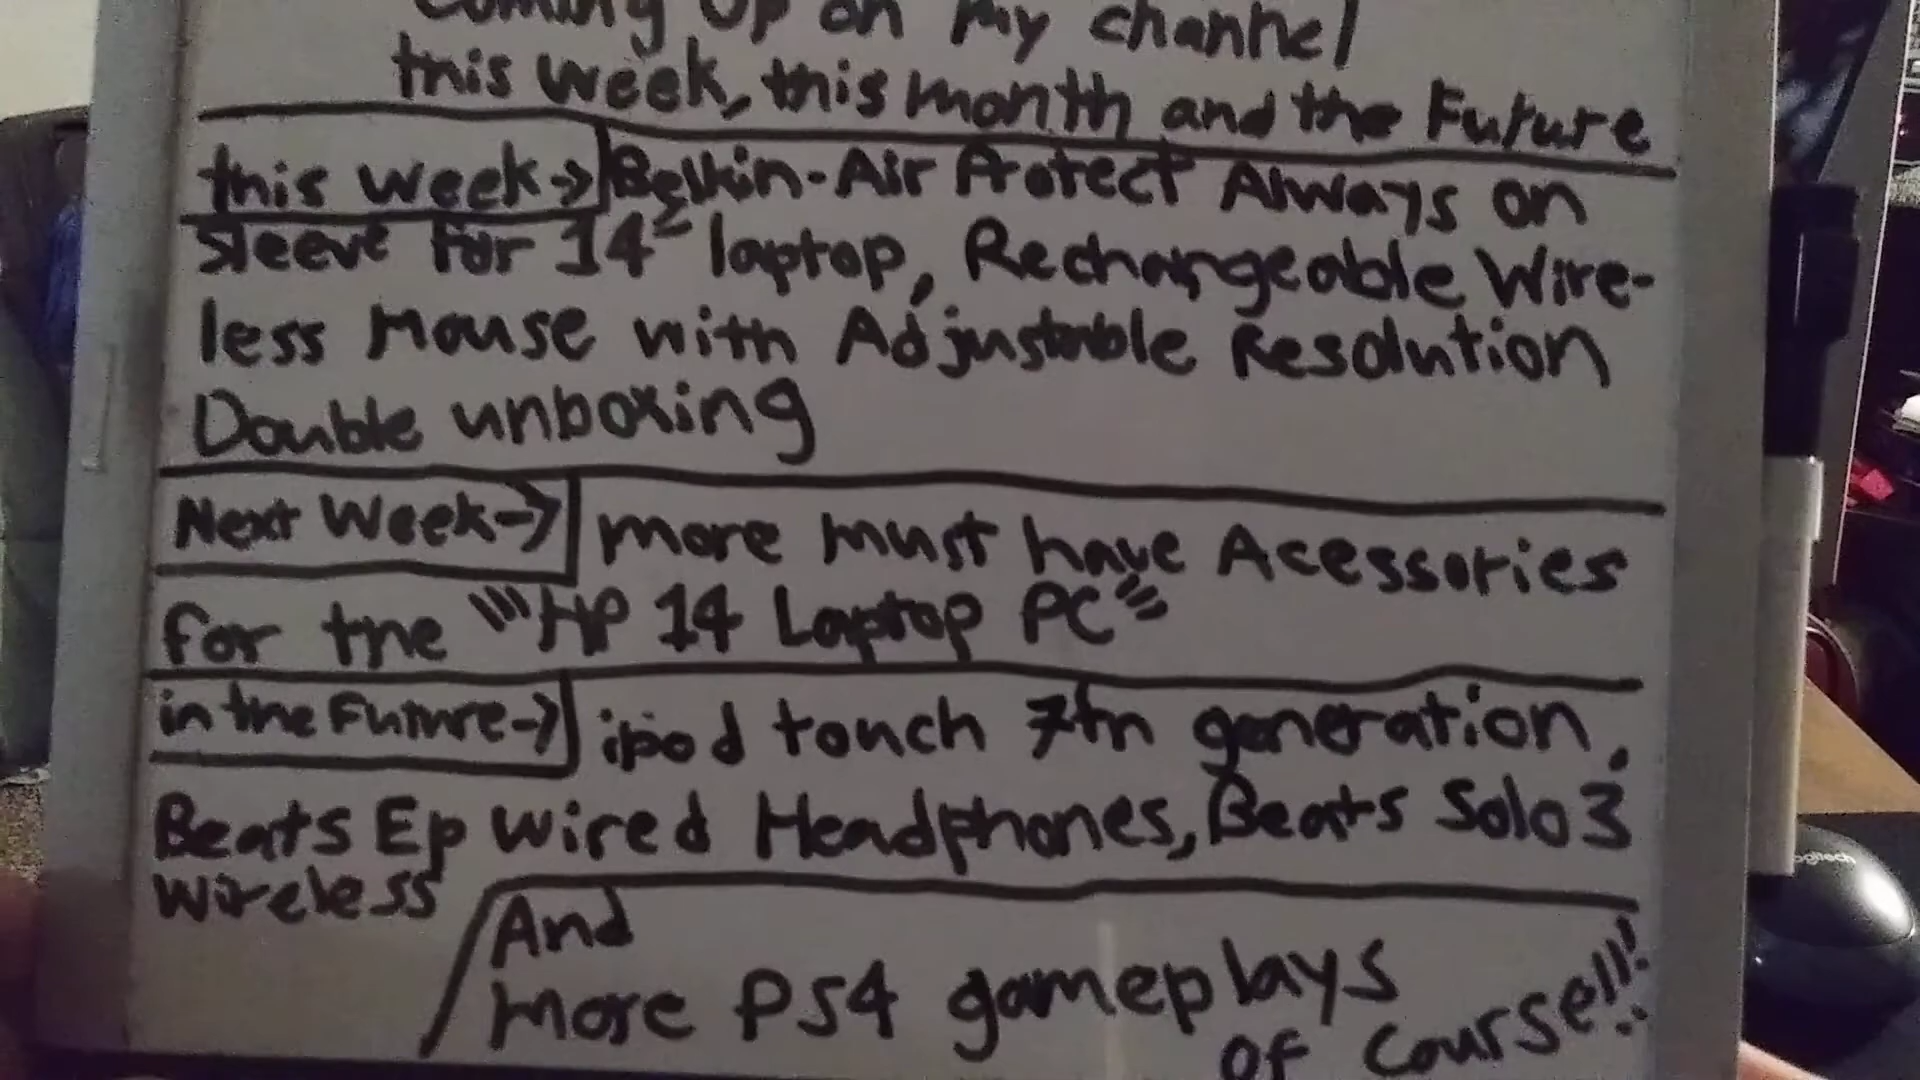 Coming Up on My channel
this week, this month and the Future
this week-> Belkin-Air Protect Always on
sleeve for 14" laptop, Rechargeable Wire-
less Mouse with Adjustable Resolution
Double unboxing
Next Week-> more must have Acessories
for the "HP 14 Laptop PC"
in the Future-> ipod touch 7th generation,
Beats Ep wired Headphones, Beats Solo 3
wireless
And
More PS4 gameplays
of course!!!
logitech